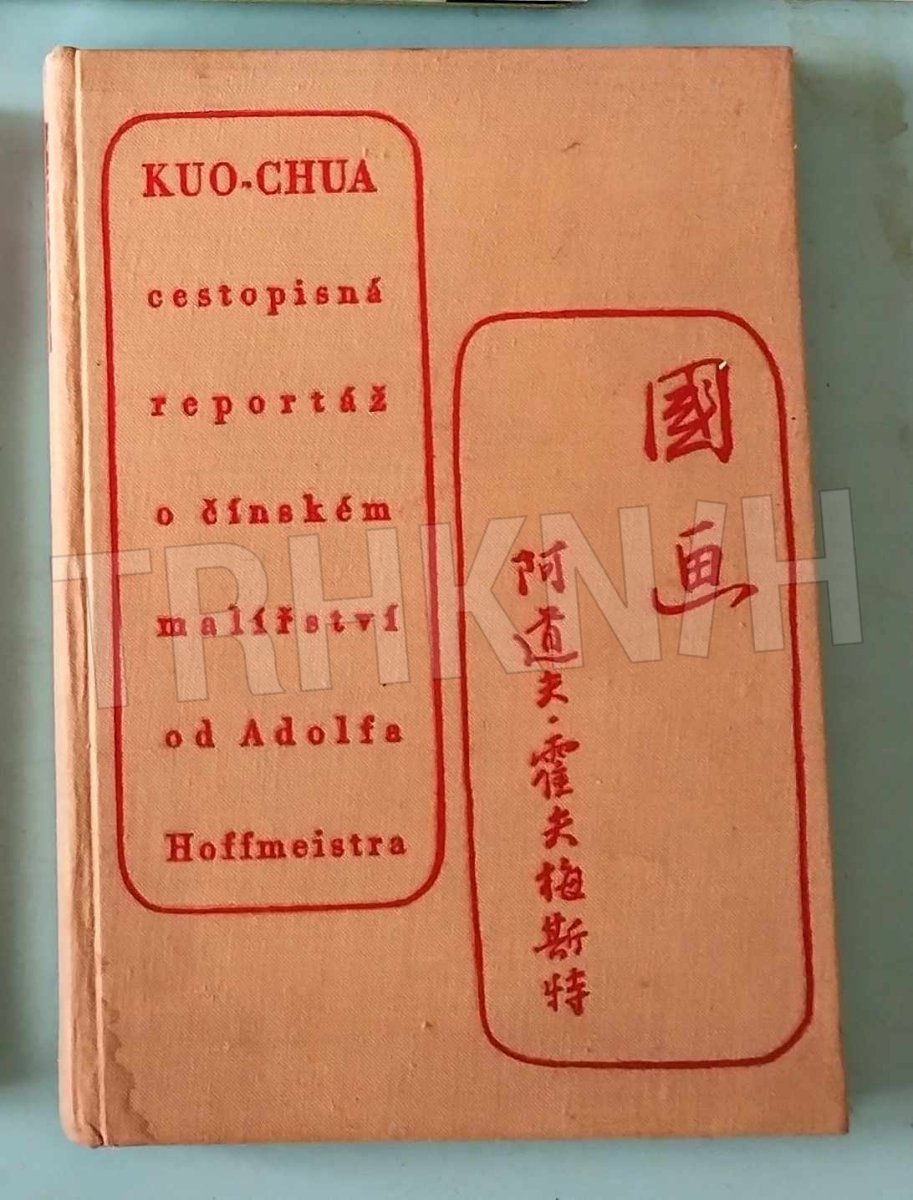 KUO-CHUA
cestopisná
reportáž
o čínském
malířství
od Adolfa
Hoffmeistra
國画
阿道夫·霍夫梅斯特
TRHKNIH